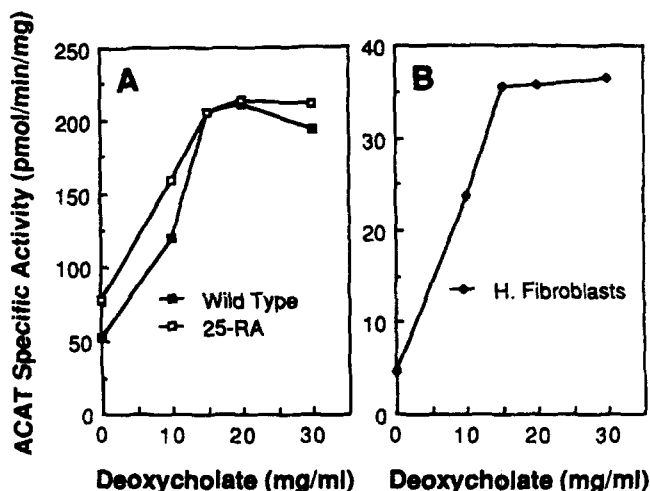 ACAT Specific Activity (pmol/min/mg)
A
250
200
150
100
50
0
Wild Type
25-RA
0 10 20 30
Deoxycholate (mg/ml)
B
40
30
20
10
0
H. Fibroblasts
0 10 20 30
Deoxycholate (mg/ml)